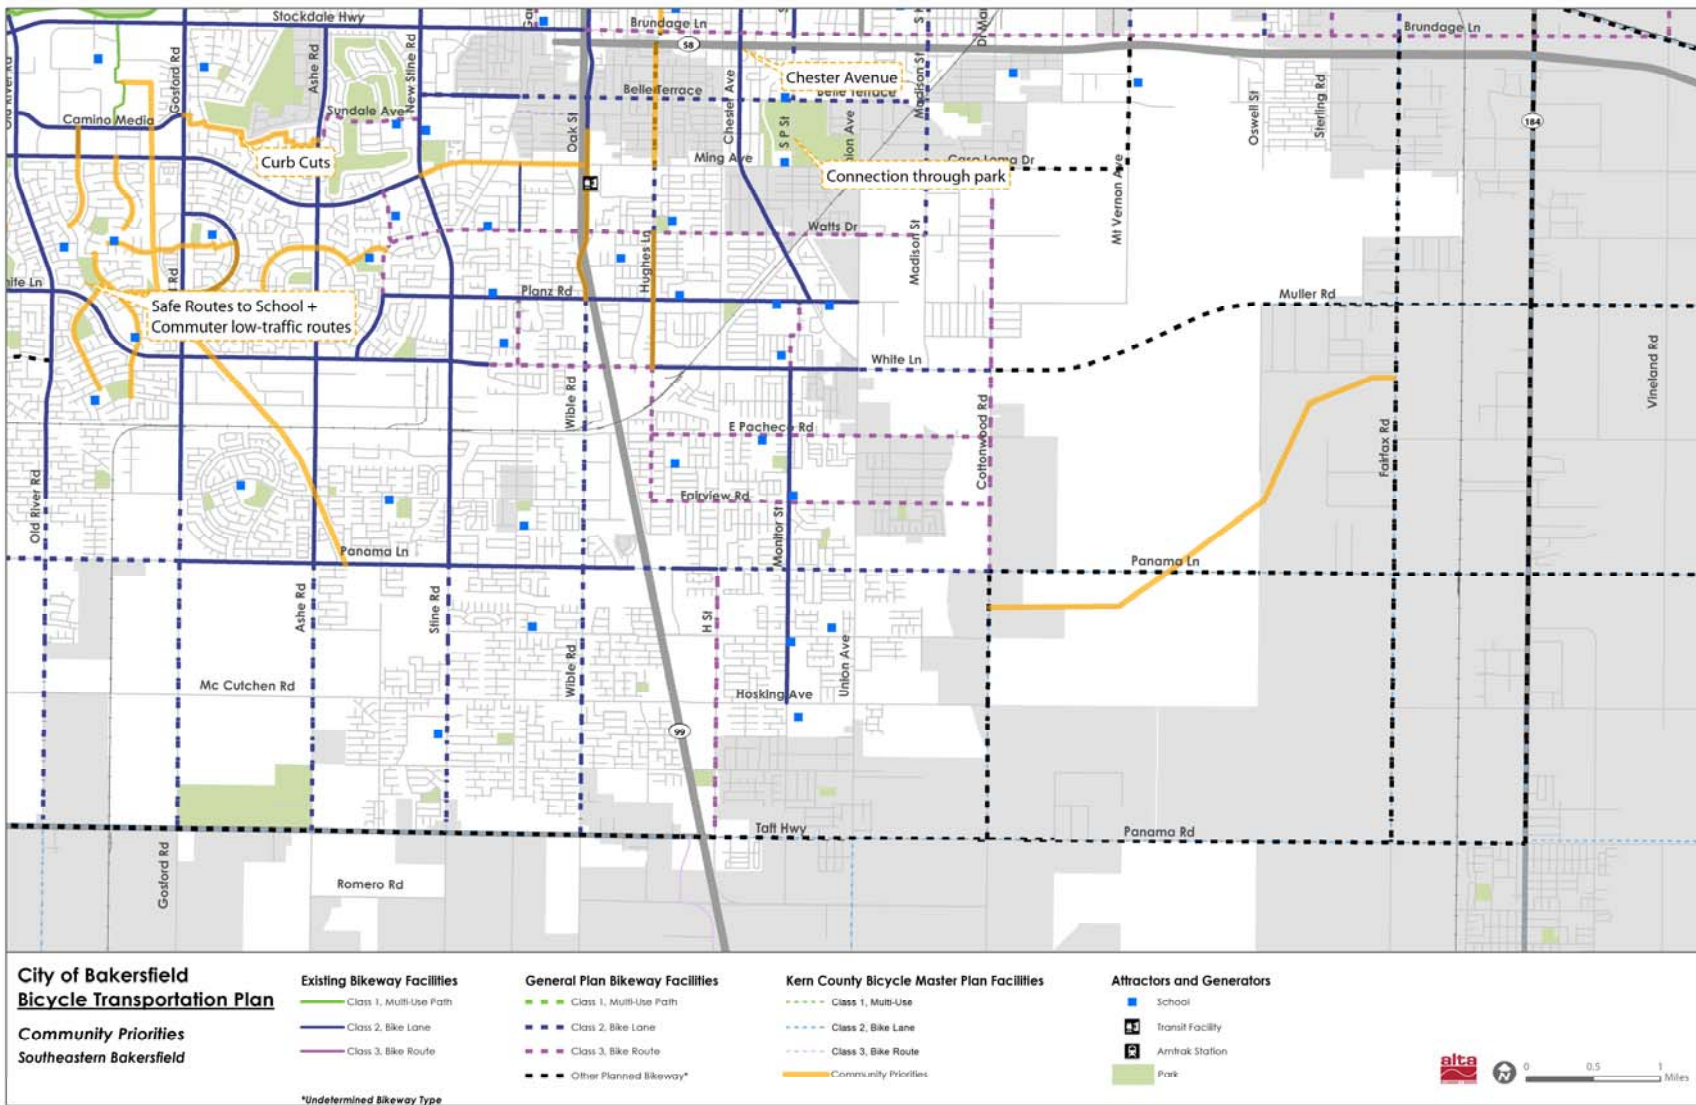 Stockdale Hwy
Brundage Ln
Brundage Ln
58
Gosford Rd
Ashe Rd
New Stine Rd
Chester Avenue
Belle Terrace
Belle Terrace
Sundale Ave
Camino Media
Oak St
Chester Ave
S P St
Madison St
Oswell St
Sterling Rd
184
Curb Cuts
Ming Ave
Casa Loma Dr
Connection through park
Mt Vernon Ave
Watts Dr
Madison St
Hughes Ln
Planz Rd
Muller Rd
Safe Routes to School +
Commuter low-traffic routes
White Ln
Vineland Rd
Wible Rd
Cottonwood Rd
E Pacheco Rd
Fairfax Rd
Old River Rd
Fairview Rd
Monitor St
Panama Ln
Panama Ln
Ashe Rd
Stine Rd
H St
Wible Rd
Union Ave
Mc Cutchen Rd
Hosking Ave
99
Taft Hwy
Panama Rd
Gosford Rd
Romero Rd
City of Bakersfield
Bicycle Transportation Plan
Community Priorities
Southeastern Bakersfield
Existing Bikeway Facilities
Class 1, Multi-Use Path
Class 2, Bike Lane
Class 3, Bike Route
*Undetermined Bikeway Type
General Plan Bikeway Facilities
Class 1, Multi-Use Path
Class 2, Bike Lane
Class 3, Bike Route
Other Planned Bikeway*
Kern County Bicycle Master Plan Facilities
Class 1, Multi-Use
Class 2, Bike Lane
Class 3, Bike Route
Community Priorities
Attractors and Generators
School
Transit Facility
Amtrak Station
Park
alta
N
0 0.5 1
Miles